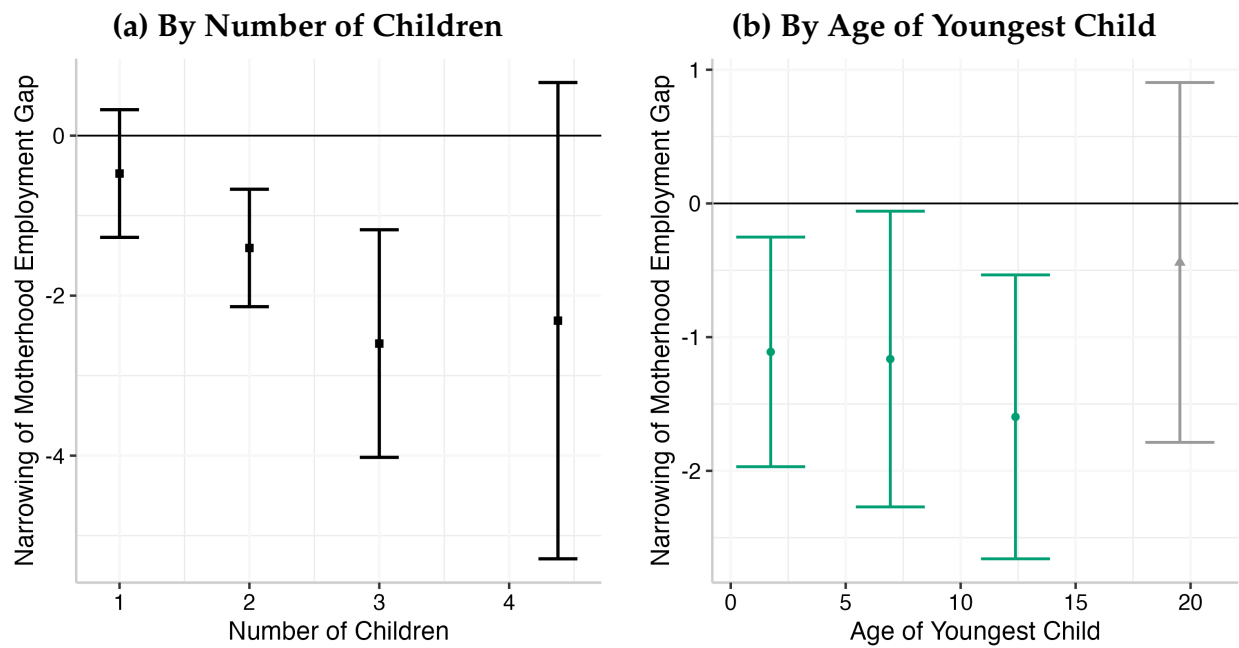 (a) By Number of Children
Narrowing of Motherhood Employment Gap
0
-2
-4
1 2 3 4
Number of Children
(b) By Age of Youngest Child
Narrowing of Motherhood Employment Gap
1
0
-1
-2
0 5 10 15 20
Age of Youngest Child